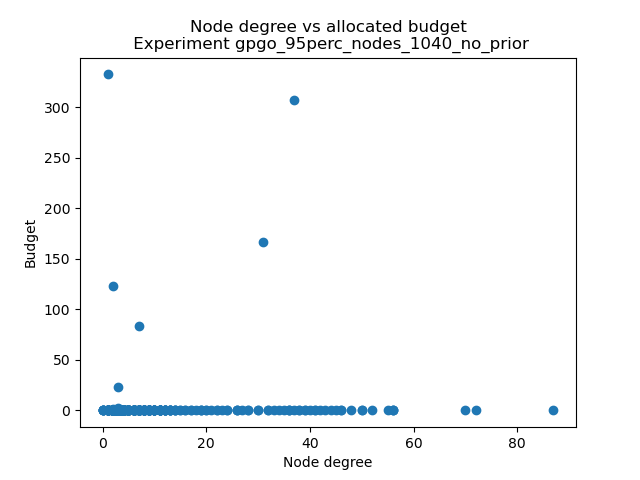 Node degree vs allocated budget
Experiment gpgo_95perc_nodes_1040_no_prior
300
250
200
150
100
50
0
Budget
0 20 40 60 80
Node degree